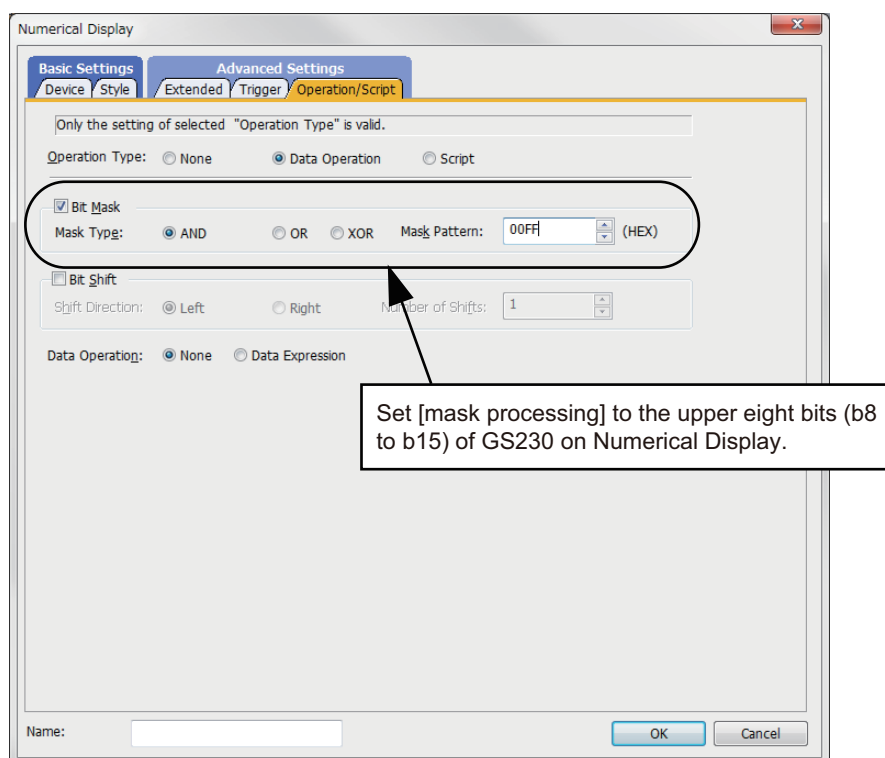 Numerical Display
Basic Settings Advanced Settings
Device Style Extended Trigger Operation/Script
Only the setting of selected "Operation Type" is valid.
Operation Type: None Data Operation Script
Bit Mask
Mask Type: AND OR XOR Mask Pattern: 00FF (HEX)
Bit Shift
Shift Direction: Left Right Number of Shifts: 1
Data Operation: None Data Expression
Set [mask processing] to the upper eight bits (b8
to b15) of GS230 on Numerical Display.
Name: OK Cancel